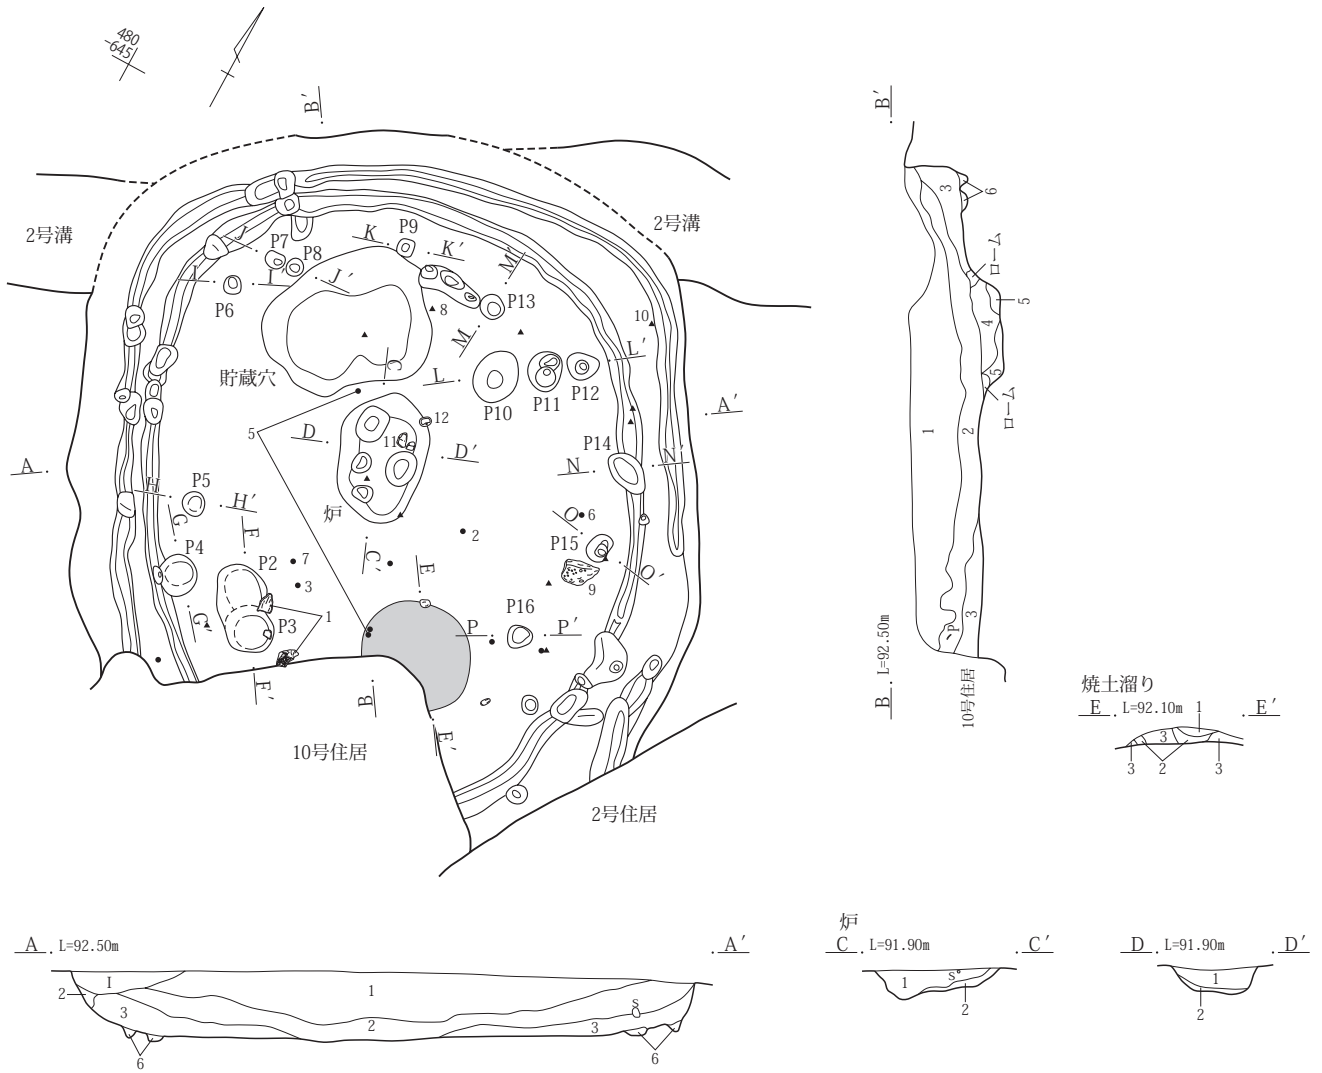 480
-645
B′
2号溝
2号溝
J
P7
P8
K
P9
K′
M′
I
I′
J′
P6
8
P13
10
M
C
L′
L
貯蔵穴
P10
P11
P12
A′
5
D
12
11
D′
P14
N
N′
A
H
P5
H′
G
F
炉
O
6
2
P15
P4
P2
7
C′
E
O′
3
9
1
G′
P3
P
P16
P′
F′
B
E′
10号住居
2号住居
B′
3
6
ローム
5
4
5
ローム
1
2
3
P
B
L=92.50m
10号住居
焼土溜り
E
L=92.10m
1
E′
3
3
2
3
A
L=92.50m
A′
I
1
2
3
2
3
S
6
6
炉
C
L=91.90m
C′
1
S
2
D
L=91.90m
D′
1
2